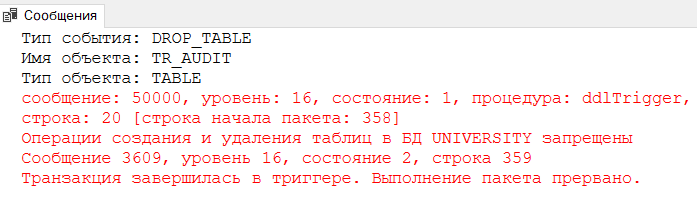 Сообщения
Тип события: DROP_TABLE
Имя объекта: TR_AUDIT
Тип объекта: TABLE
сообщение: 50000, уровень: 16, состояние: 1, процедура: ddlTrigger,
строка: 20 [строка начала пакета: 358]
Операции создания и удаления таблиц в БД UNIVERSITY запрещены
Сообщение 3609, уровень 16, состояние 2, строка 359
Транзакция завершилась в триггере. Выполнение пакета прервано.